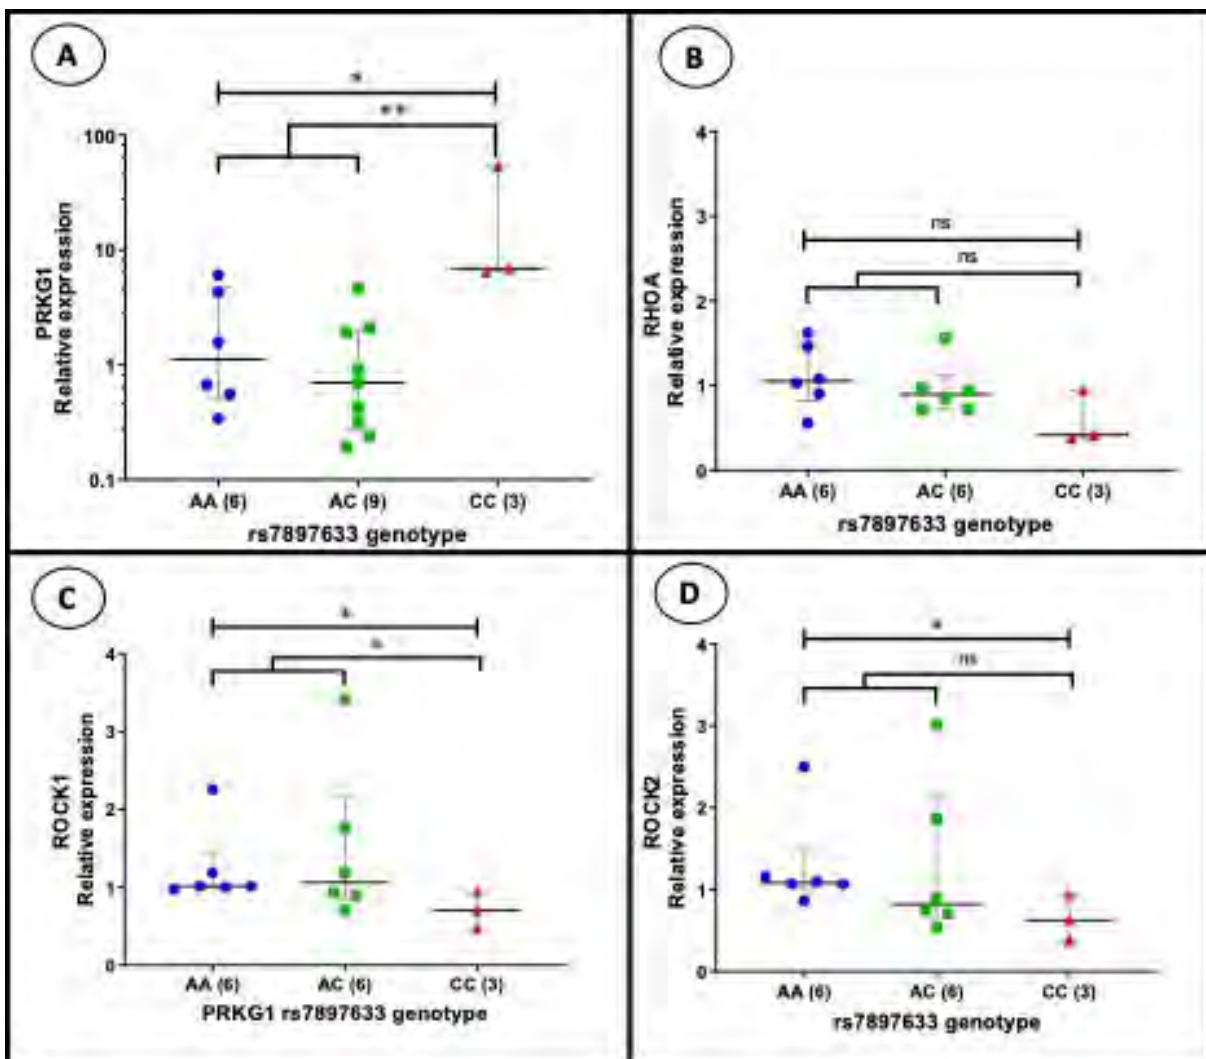 A
*
**
100
10
1
0.1
PRKG1
Relative expression
AA (6) AC (9) CC (3)
rs7897633 genotype
B
4
3
2
1
0
ns
ns
RHOA
Relative expression
AA (6) AC (6) CC (3)
rs7897633 genotype
C
4
3
2
1
0
ROCK1
Relative expression
AA (6) AC (6) CC (3)
PRKG1 rs7897633 genotype
D
*
ns
4
3
2
1
0
ROCK2
Relative expression
AA (6) AC (6) CC (3)
rs7897633 genotype